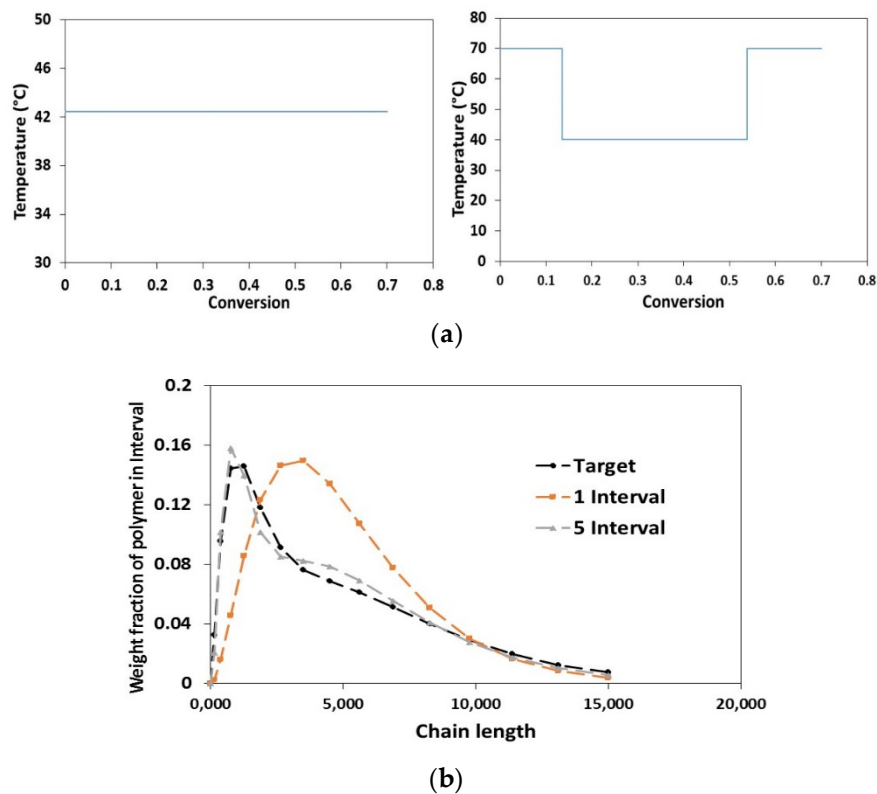 50
46
42
38
34
30
Temperature (°C)
0 0.1 0.2 0.3 0.4 0.5 0.6 0.7 0.8
Conversion
80
70
60
50
40
30
20
10
0
Temperature (°C)
0 0.1 0.2 0.3 0.4 0.5 0.6 0.7 0.8
Conversion
(a)
0.2
0.16
0.12
0.08
0.04
0
Weight fraction of polymer in Interval
Target
1 Interval
5 Interval
0,000 5,000 10,000 15,000 20,000
Chain length
(b)